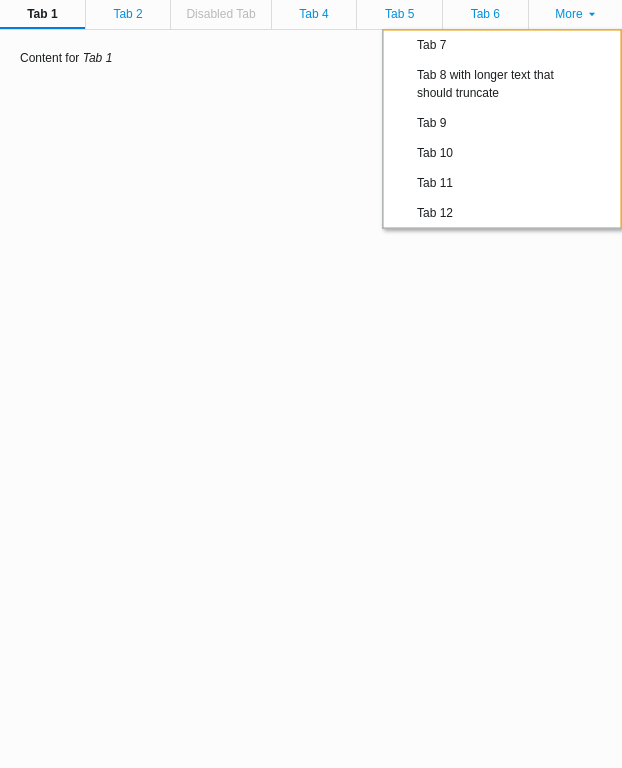 Tab 1 Tab 2 Disabled Tab Tab 4 Tab 5 Tab 6 More
Content for Tab 1
Tab 7
Tab 8 with longer text that
should truncate
Tab 9
Tab 10
Tab 11
Tab 12